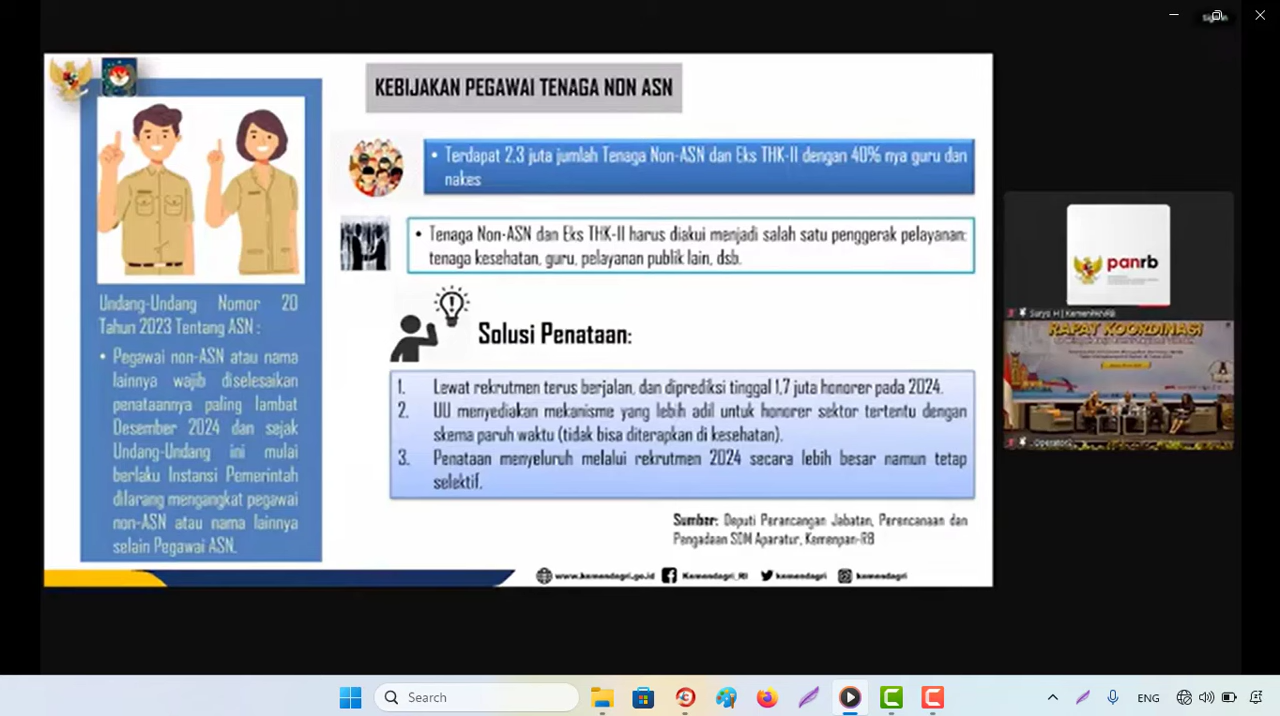 KEBIJAKAN PEGAWAI TENAGA NON ASN
• Terdapat 2,3 juta jumlah Tenaga Non-ASN dan Eks THK-II dengan 40% nya guru dan
nakes
• Tenaga Non-ASN dan Eks THK-II harus diakui menjadi salah satu penggerak pelayanan:
tenaga kesehatan, guru, pelayanan publik lain, dsb.
Undang-Undang Nomor 20
Tahun 2023 Tentang ASN :
• Pegawai non-ASN atau nama
lainnya wajib diselesaikan
penataannya paling lambat
Desember 2024 dan sejak
Undang-Undang ini mulai
berlaku Instansi Pemerintah
dilarang mengangkat pegawai
non-ASN atau nama lainnya
selain Pegawai ASN.
Solusi Penataan:
1. Lewat rekrutmen terus berjalan, dan diprediksi tinggal 1,7 juta honorer pada 2024.
2. UU menyediakan mekanisme yang lebih adil untuk honorer sektor tertentu dengan
skema paruh waktu (tidak bisa diterapkan di kesehatan).
3. Penataan menyeluruh melalui rekrutmen 2024 secara lebih besar namun tetap
selektif.
Sumber: Deputi Perancangan Jabatan, Perencanaan dan
Pengadaan SDM Aparatur, Kemenpan-RB
www.kemendagri.go.id Kemendagri_RI kemendagri kemendagri
panrb
Suryo H | KemenPANRB
RAPAT KOORDINASI
Operator2
Search
ENG